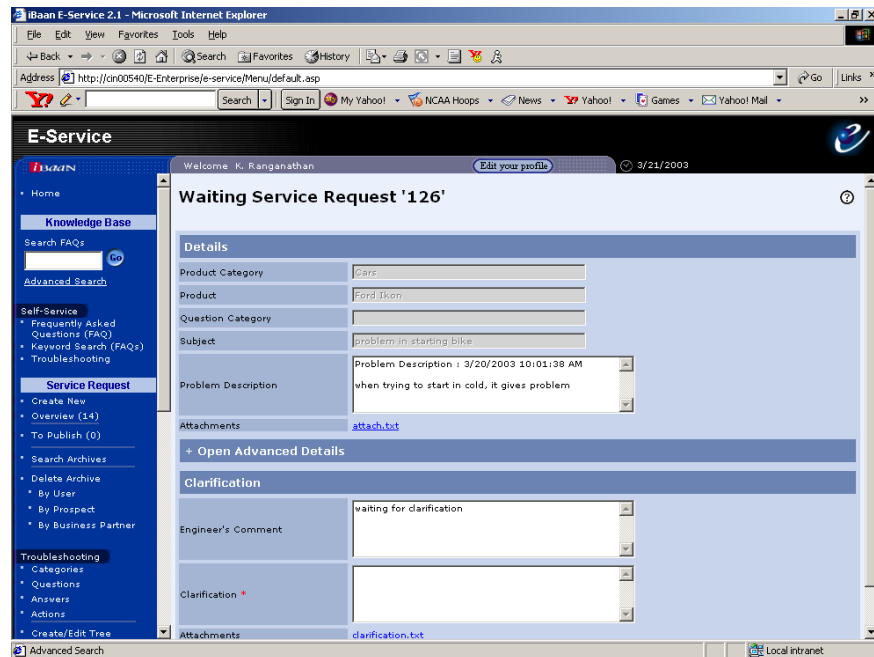 iBaan E-Service 2.1 - Microsoft Internet Explorer
File Edit View Favorites Tools Help
Back Search Favorites History
Address http://cin00540/E-Enterprise/e-service/Menu/default.asp Go Links »
Y! Search Sign In My Yahoo! NCAA Hoops News Yahoo! Games Yahoo! Mail »
E-Service
iBaan Welcome K. Ranganathan Edit your profile 3/21/2003
Home
Knowledge Base
Search FAQs
Go
Advanced Search
Self-Service
Frequently Asked
Questions (FAQ)
Keyword Search (FAQs)
Troubleshooting
Service Request
Create New
Overview (14)
To Publish (0)
Search Archives
Delete Archive
By User
By Prospect
By Business Partner
Troubleshooting
Categories
Questions
Answers
Actions
Create/Edit Tree
Waiting Service Request '126'
Details
Product Category Cars
Product Ford Ikon
Question Category
Subject problem in starting bike
Problem Description Problem Description : 3/20/2003 10:01:38 AM
when trying to start in cold, it gives problem
Attachments attach.txt
+ Open Advanced Details
Clarification
Engineer's Comment waiting for clarification
Clarification *
Attachments clarification.txt
Advanced Search Local intranet